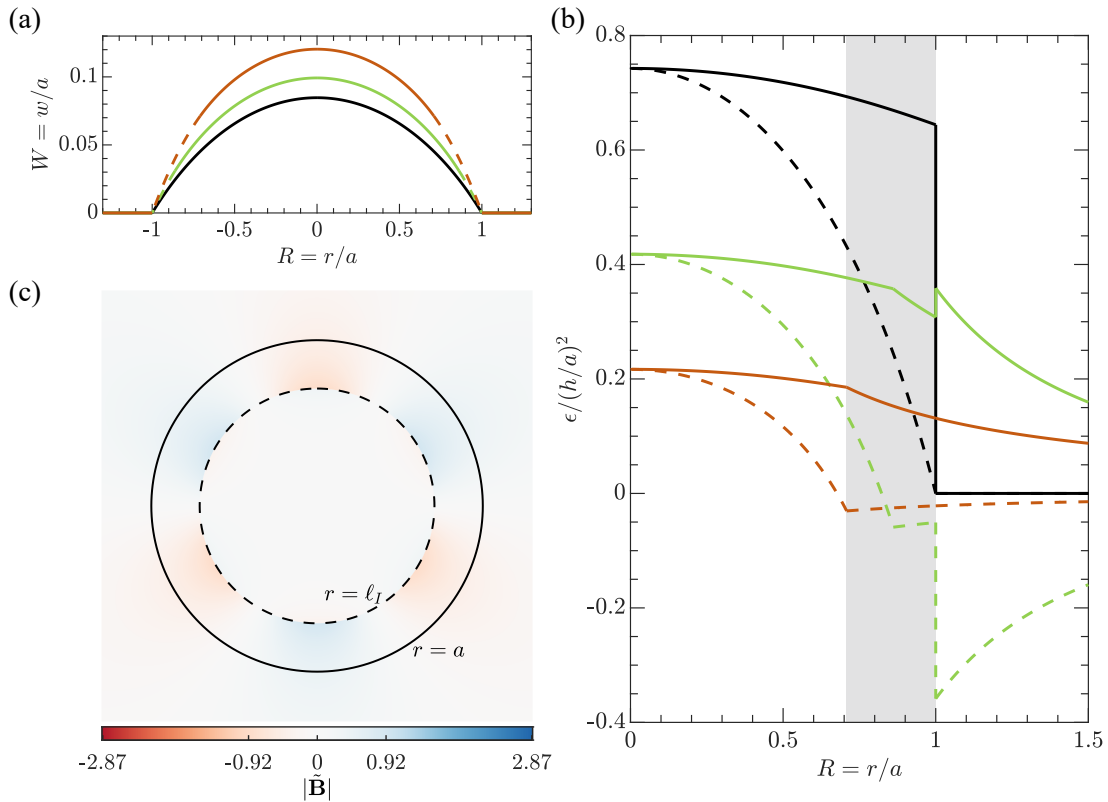 (a)
W = w/a
0.1
0.05
0
-1
-0.5
0
0.5
1
R = r/a
(b)
ϵ/(h/a)²
0.8
0.6
0.4
0.2
0
-0.2
-0.4
0
0.5
1
1.5
R = r/a
(c)
r = ℓ_I
r = a
-2.87
-0.92
0
0.92
2.87
|B̃|